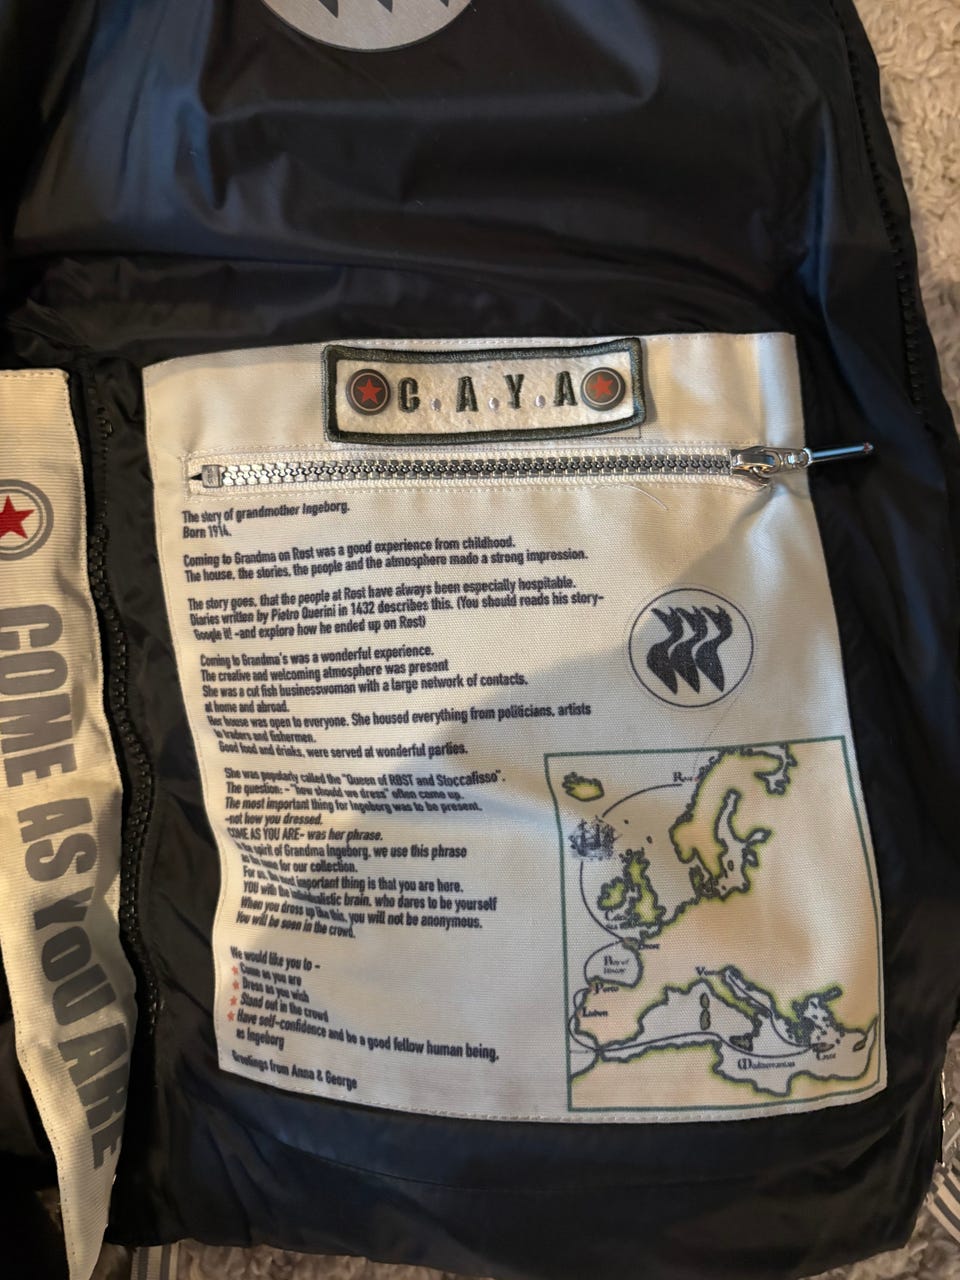 C.A.Y.A
The story of grandmother Ingeborg.
Born 1914.
Coming to Grandma on Røst was a good experience from childhood.
The house, the stories, the people and the atmosphere made a strong impression.
The story goes, that the people at Røst have always been especially hospitable.
Diaries written by Pietro Querini in 1432 describes this. (You should reads his story-
Google it! -and explore how he ended up on Røst)
Coming to Grandma's was a wonderful experience.
The creative and welcoming atmosphere was present
She was a cut fish businesswoman with a large network of contacts.
at home and abroad.
Her house was open to everyone. She housed everything from politicians, artists
to traders and fishermen.
Good food and drinks, were served at wonderful parties.
She was popularly called the "Queen of RØST and Stoccafisso".
The question: - "how should we dress" often came up.
The most important thing for Ingeborg was to be present,
-not how you dressed.
COME AS YOU ARE- was her phrase.
In the spirit of Grandma Ingeborg, we use this phrase
as the name for our collection.
For us, the most important thing is that you are here.
YOU with the individualistic brain, who dares to be yourself
When you dress up like this, you will not be anonymous.
You will be seen in the crowd.
We would like you to -
Come as you are
Dress as you wish
Stand out in the crowd
Have self-confidence and be a good fellow human being,
as Ingeborg
Greetings from Anna & George
Brest
Bay of
Biscay
Porto
Lisbon
Mediterranean
COME AS YOU ARE